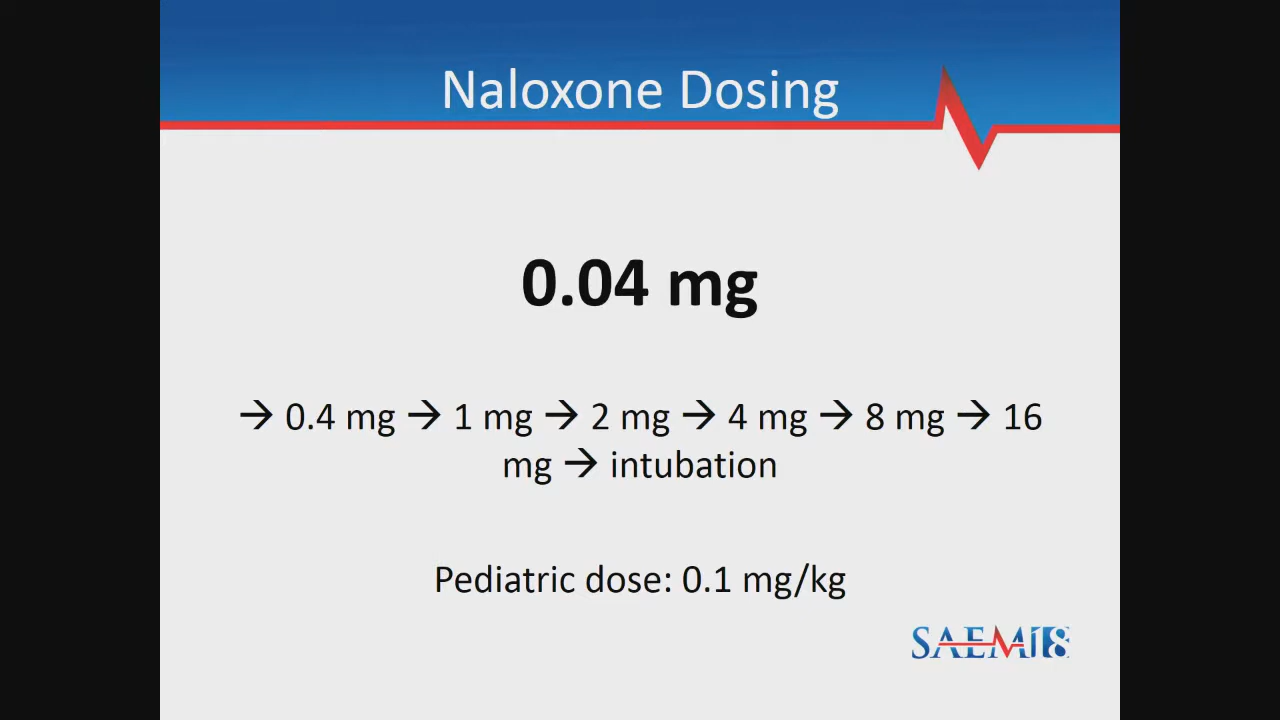 Naloxone Dosing
0.04 mg
→ 0.4 mg → 1 mg → 2 mg → 4 mg → 8 mg → 16
mg → intubation
Pediatric dose: 0.1 mg/kg
SAEM18